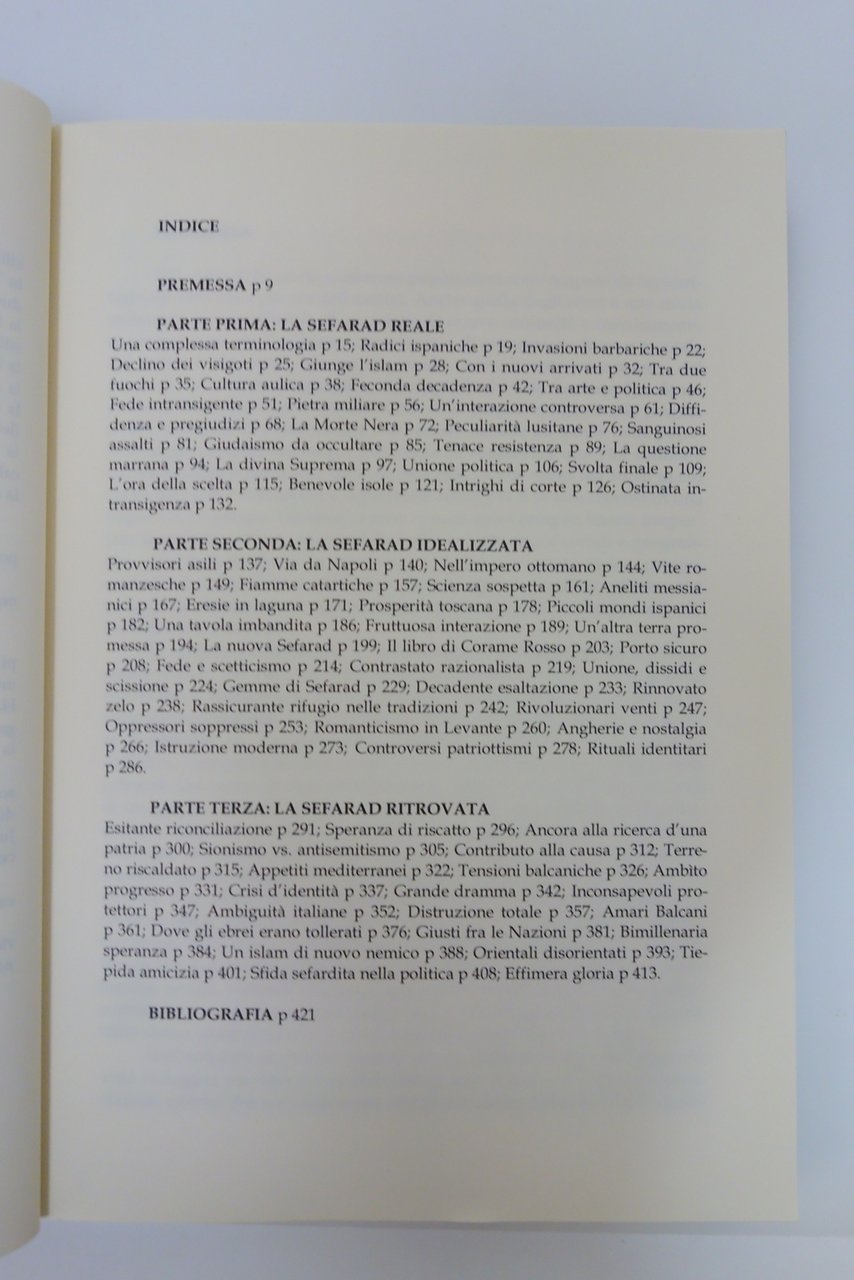 INDICE
PREMESSA p 9
PARTE PRIMA: LA SEFARAD REALE
Una complessa terminologia p 15; Radici ispaniche p 19; Invasioni barbariche p 22;
Declino dei visigoti p 25; Giunge l'islam p 28; Con i nuovi arrivati p 32; Tra due
fuochi p 35; Cultura aulica p 38; Feconda decadenza p 42; Tra arte e politica p 46;
Fede intransigente p 51; Pietra miliare p 56; Un'interazione controversa p 61; Diffi-
denza e pregiudizi p 68; La Morte Nera p 72; Peculiarità lusitane p 76; Sanguinosi
assalti p 81; Giudaismo da occultare p 85; Tenace resistenza p 89; La questione
marrana p 94; La divina Suprema p 97; Unione politica p 106; Svolta finale p 109;
L'ora della scelta p 115; Benevole isole p 121; Intrighi di corte p 126; Ostinata in-
transigenza p 132.
PARTE SECONDA: LA SEFARAD IDEALIZZATA
Provvisori asili p 137; Via da Napoli p 140; Nell'impero ottomano p 144; Vite ro-
manzesche p 149; Fiamme catartiche p 157; Scienza sospetta p 161; Aneliti messia-
nici p 167; Eresie in laguna p 171; Prosperità toscana p 178; Piccoli mondi ispanici
p 182; Una tavola imbandita p 186; Fruttuosa interazione p 189; Un'altra terra pro-
messa p 194; La nuova Sefarad p 199; Il libro di Corame Rosso p 203; Porto sicuro
p 208; Fede e scetticismo p 214; Contrastato razionalista p 219; Unione, dissidi e
scissione p 224; Gemme di Sefarad p 229; Decadente esaltazione p 233; Rinnovato
zelo p 238; Rassicurante rifugio nelle tradizioni p 242; Rivoluzionari venti p 247;
Oppressori soppressi p 253; Romanticismo in Levante p 260; Angherie e nostalgia
p 266; Istruzione moderna p 273; Controversi patriottismi p 278; Rituali identitari
p 286.
PARTE TERZA: LA SEFARAD RITROVATA
Esitante riconciliazione p 291; Speranza di riscatto p 296; Ancora alla ricerca d'una
patria p 300; Sionismo vs. antisemitismo p 305; Contributo alla causa p 312; Terre-
no riscaldato p 315; Appetiti mediterranei p 322; Tensioni balcaniche p 326; Ambìto
progresso p 331; Crisi d'identità p 337; Grande dramma p 342; Inconsapevoli pro-
tettori p 347; Ambiguità italiane p 352; Distruzione totale p 357; Amari Balcani
p 361; Dove gli ebrei erano tollerati p 376; Giusti fra le Nazioni p 381; Bimillenaria
speranza p 384; Un islam di nuovo nemico p 388; Orientali disorientati p 393; Tie-
pida amicizia p 401; Sfida sefardita nella politica p 408; Effimera gloria p 413.
BIBLIOGRAFIA p 421